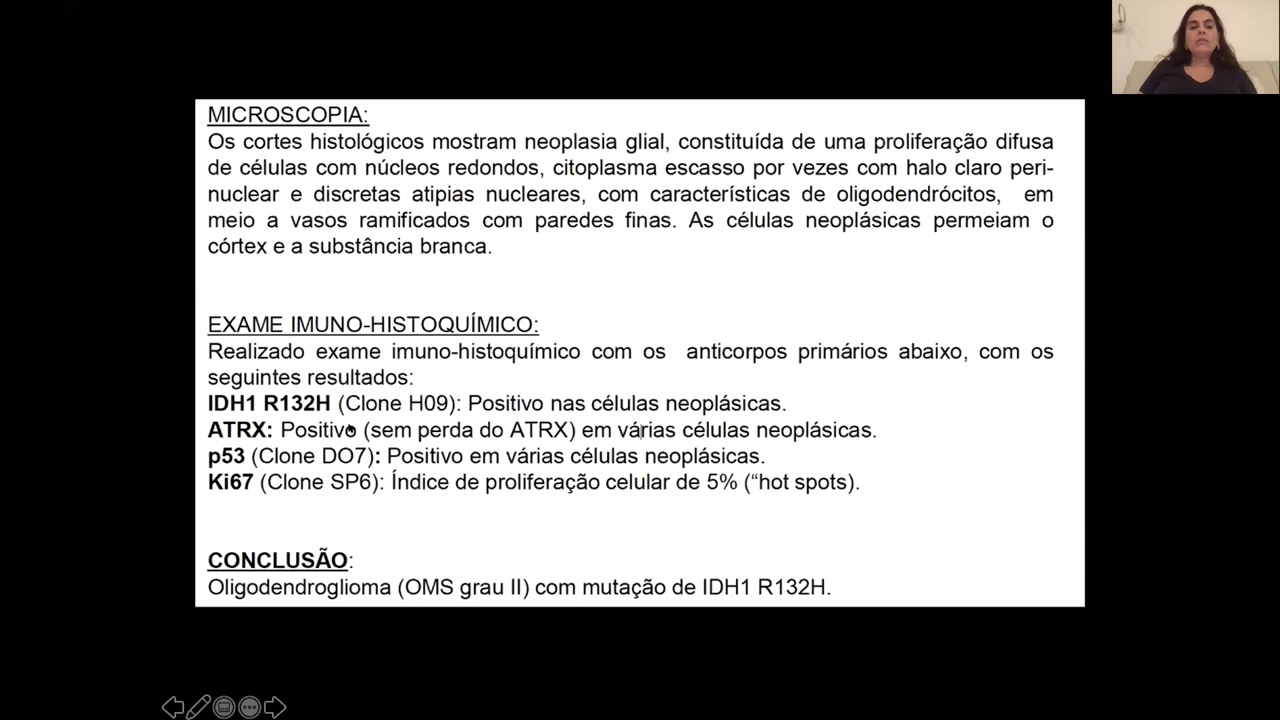 MICROSCOPIA:
Os cortes histológicos mostram neoplasia glial, constituída de uma proliferação difusa
de células com núcleos redondos, citoplasma escasso por vezes com halo claro peri-
nuclear e discretas atipias nucleares, com características de oligodendrócitos, em
meio a vasos ramificados com paredes finas. As células neoplásicas permeiam o
córtex e a substância branca.
EXAME IMUNO-HISTOQUÍMICO:
Realizado exame imuno-histoquímico com os anticorpos primários abaixo, com os
seguintes resultados:
IDH1 R132H (Clone H09): Positivo nas células neoplásicas.
ATRX: Positivo (sem perda do ATRX) em várias células neoplásicas.
p53 (Clone DO7): Positivo em várias células neoplásicas.
Ki67 (Clone SP6): Índice de proliferação celular de 5% (“hot spots).
CONCLUSÃO:
Oligodendroglioma (OMS grau II) com mutação de IDH1 R132H.